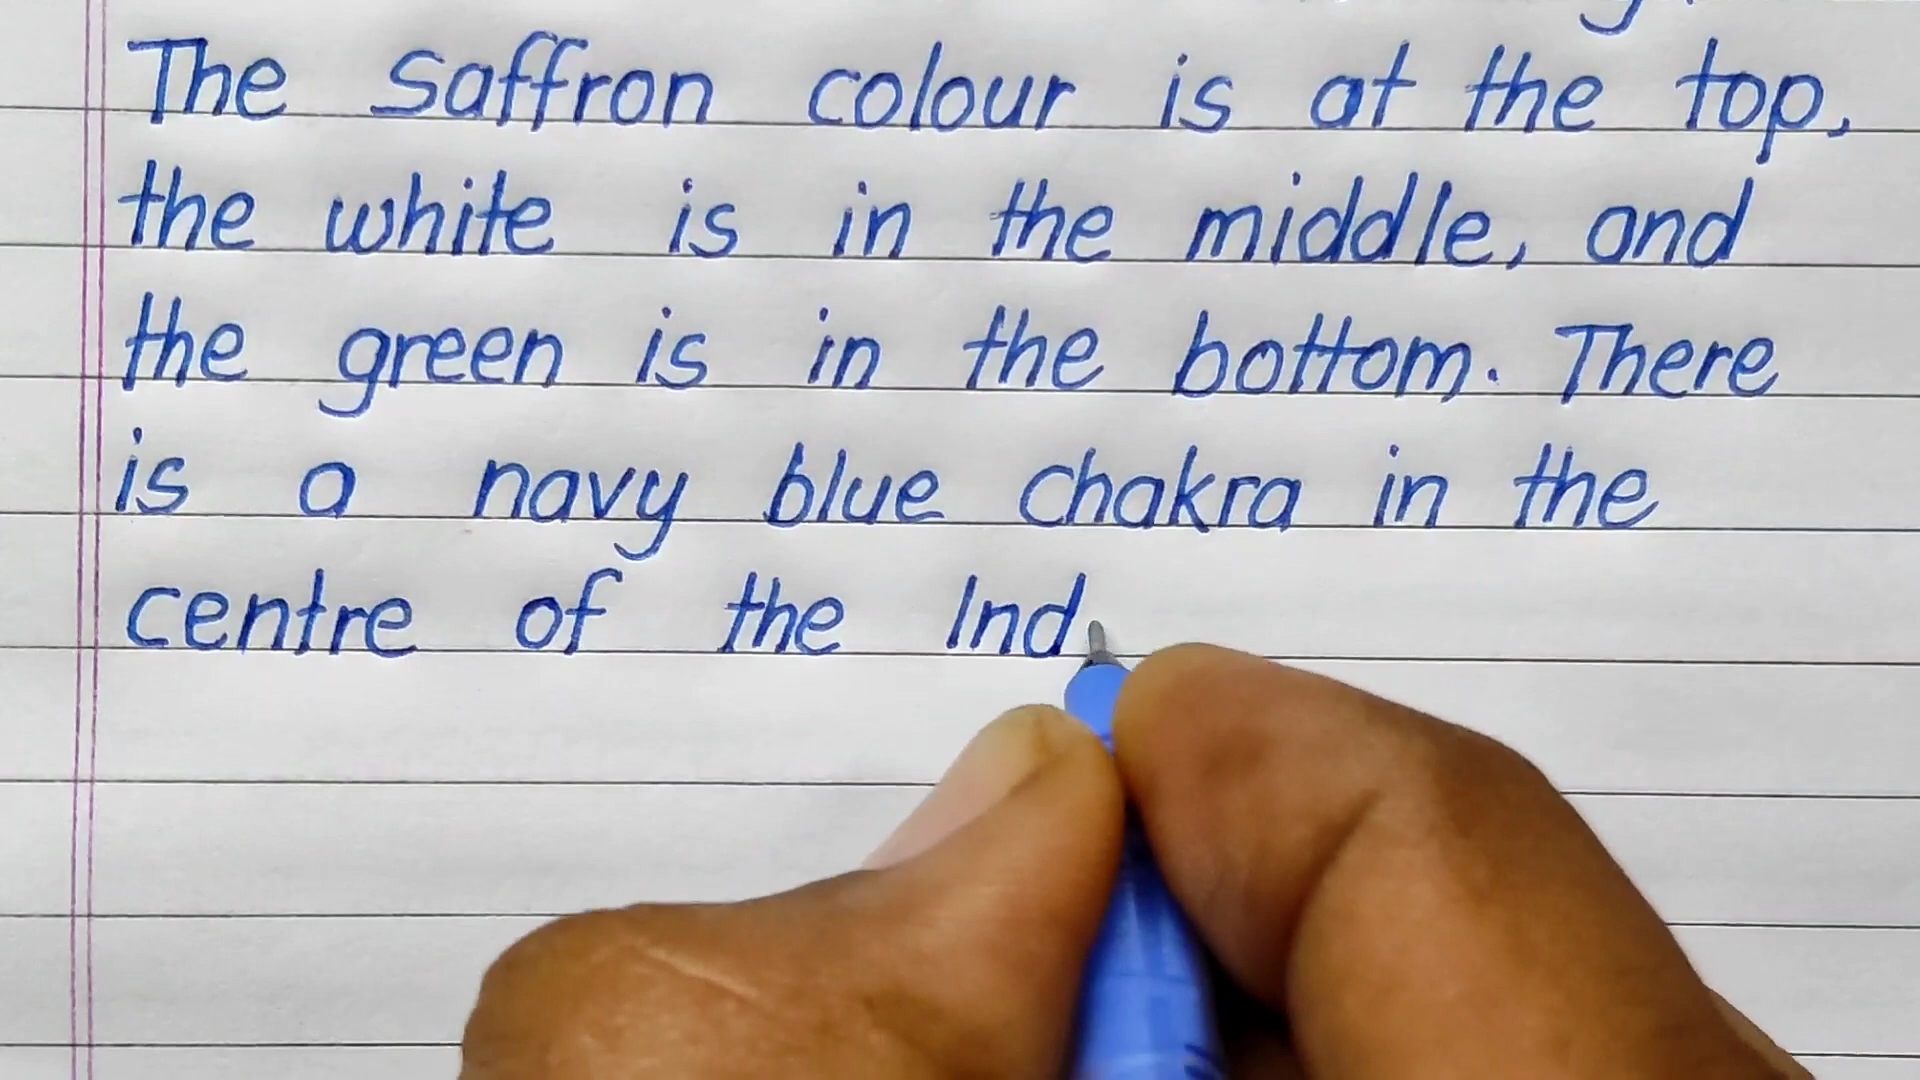 The saffron colour is at the top,
the white is in the middle, and
the green is in the bottom. There
is a navy blue chakra in the
centre of the Ind